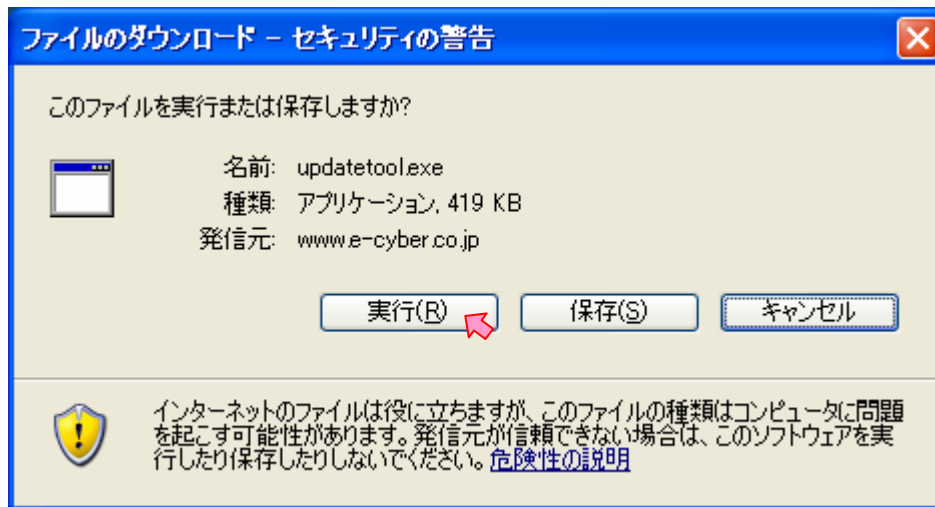 ファイルのダウンロード - セキュリティの警告
このファイルを実行または保存しますか?
名前: updatetool.exe
種類: アプリケーション, 419 KB
発信元: www.e-cyber.co.jp
実行(R) 保存(S) キャンセル
インターネットのファイルは役に立ちますが、このファイルの種類はコンピュータに問題
を起こす可能性があります。発信元が信頼できない場合は、このソフトウェアを実
行したり保存したりしないでください。危険性の説明